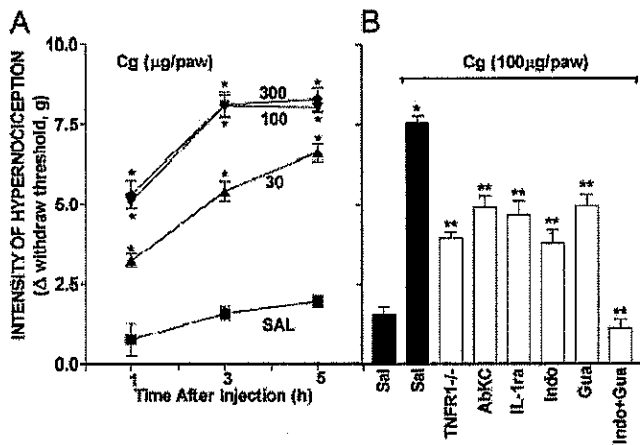 A
B
INTENSITY OF HYPERNOCICEPTION
(Δ withdraw threshold, g)
10.0
7.5
5.0
2.5
0.0
Cg (μg/paw)
Cg (100μg/paw)
* * * * * * * * *
300
100
30
SAL
* ** ** ** ** ** **
1 3 5
Time After Injection (h)
Sal
Sal
TNFR1-/-
AbKC
IL-1ra
Indo
Gua
Indo+Gua